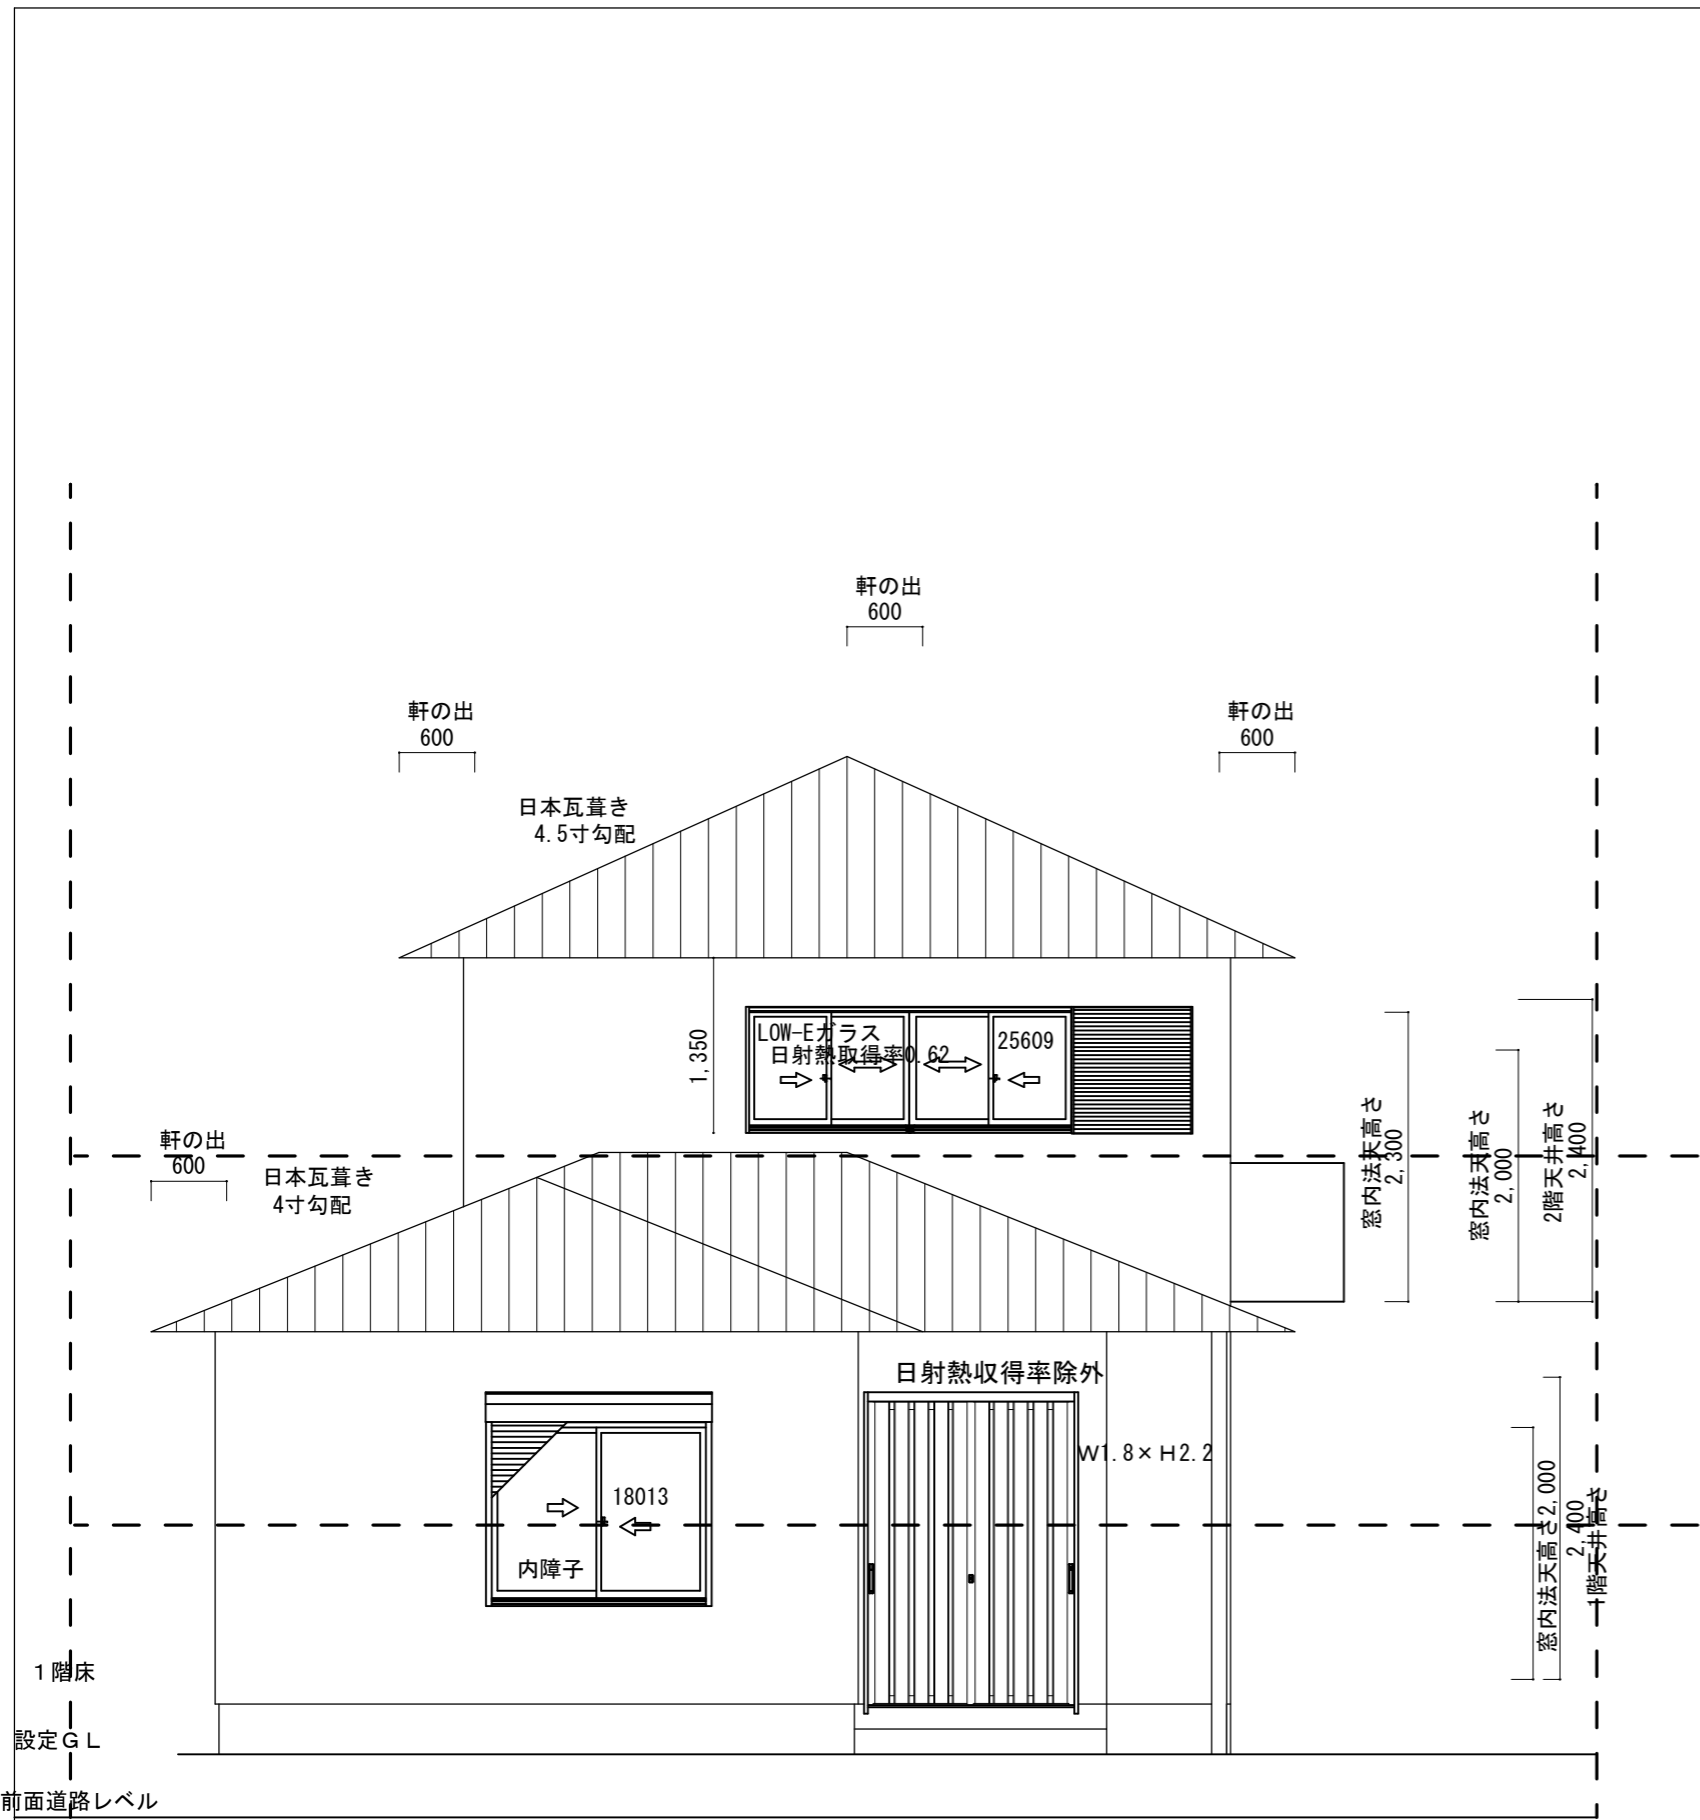 軒の出
600
軒の出
600
軒の出
600
日本瓦葺き
4.5寸勾配
1,350
LOW-Eガラス
日射熱取得率0.62
25609
軒の出
600
日本瓦葺き
4寸勾配
窓内法天高さ
2,300
窓内法天高さ
2,000
2階天井高さ
2,400
日射熱収得率除外
W1.8×H2.2
18013
内障子
窓内法天高さ2,000
2,400
1階天井高さ
1階床
設定GL
前面道路レベル